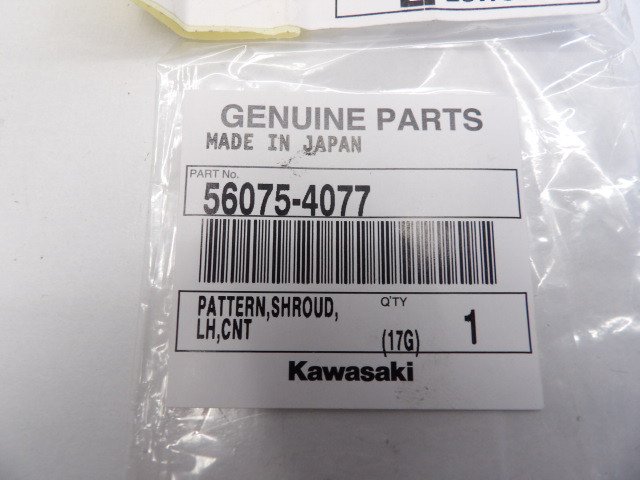 GENUINE PARTS
MADE IN JAPAN
PART No.
56075-4077
PATTERN,SHROUD,
LH,CNT
Q'TY
(17G)
1
Kawasaki